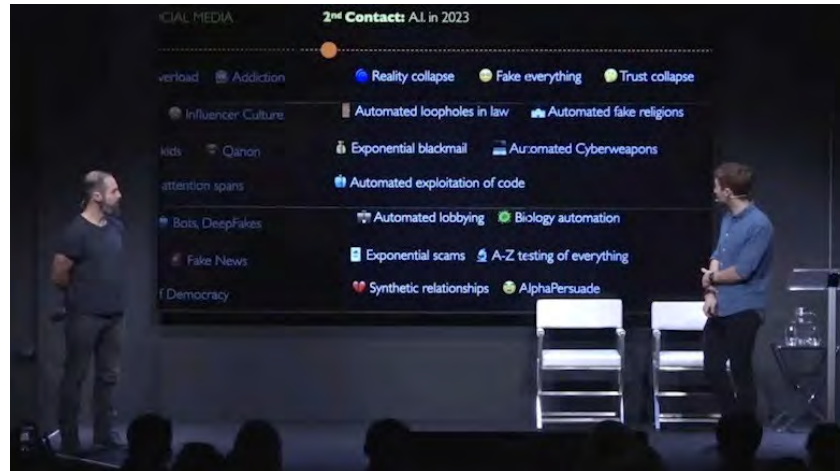 CIAL MEDIA
2nd Contact: A.I. in 2023
verload Addiction Reality collapse Fake everything Trust collapse
Influencer Culture Automated loopholes in law Automated fake religions
kids Qanon Exponential blackmail Automated Cyberweapons
attention spans Automated exploitation of code
Bots, DeepFakes Automated lobbying Biology automation
Fake News Exponential scams A-Z testing of everything
f Democracy Synthetic relationships AlphaPersuade